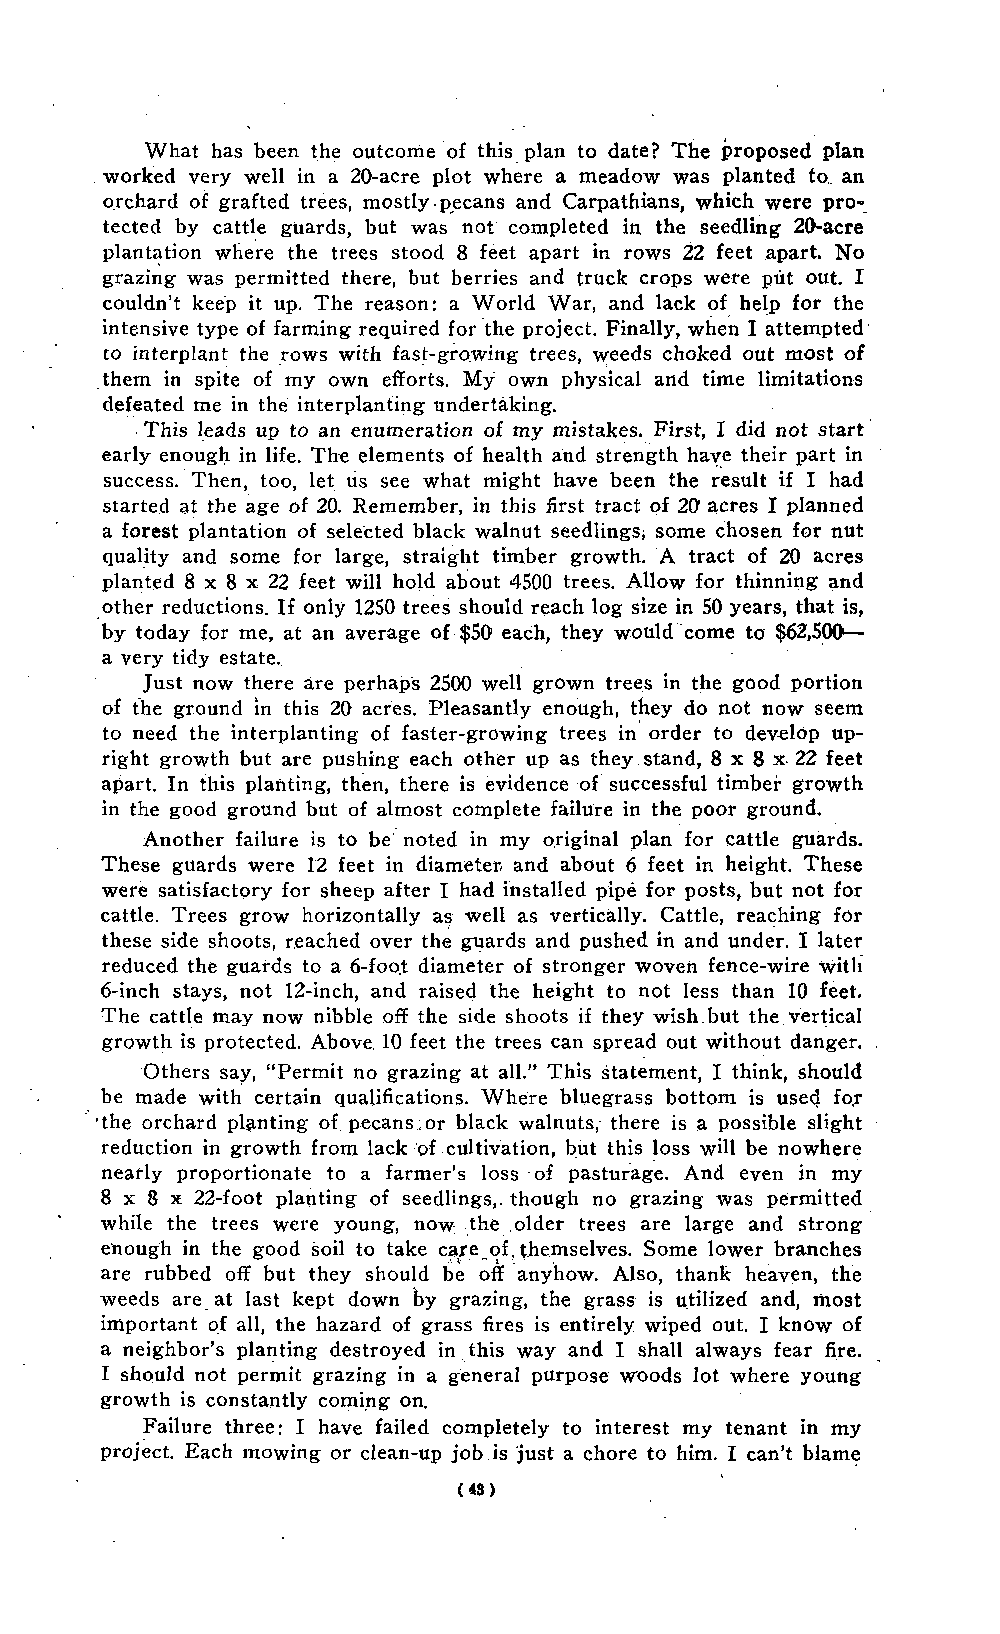 What has been the outcome of this plan to date? The proposed plan
worked very well in a 20-acre plot where a meadow was planted to an
orchard of grafted trees, mostly pecans and Carpathians, which were pro-
tected by cattle guards, but was not completed in the seedling 20-acre
plantation where the trees stood 8 feet apart in rows 22 feet apart. No
grazing was permitted there, but berries and truck crops were put out. I
couldn't keep it up. The reason: a World War, and lack of help for the
intensive type of farming required for the project. Finally, when I attempted
to interplant the rows with fast-growing trees, weeds choked out most of
them in spite of my own efforts. My own physical and time limitations
defeated me in the interplanting undertaking.
This leads up to an enumeration of my mistakes. First, I did not start
early enough in life. The elements of health and strength have their part in
success. Then, too, let us see what might have been the result if I had
started at the age of 20. Remember, in this first tract of 20 acres I planned
a forest plantation of selected black walnut seedlings, some chosen for nut
quality and some for large, straight timber growth. A tract of 20 acres
planted 8 x 8 x 22 feet will hold about 4500 trees. Allow for thinning and
other reductions. If only 1250 trees should reach log size in 50 years, that is,
by today for me, at an average of $50 each, they would come to $62,500—
a very tidy estate.
Just now there are perhaps 2500 well grown trees in the good portion
of the ground in this 20 acres. Pleasantly enough, they do not now seem
to need the interplanting of faster-growing trees in order to develop up-
right growth but are pushing each other up as they stand, 8 x 8 x 22 feet
apart. In this planting, then, there is evidence of successful timber growth
in the good ground but of almost complete failure in the poor ground.
Another failure is to be noted in my original plan for cattle guards.
These guards were 12 feet in diameter and about 6 feet in height. These
were satisfactory for sheep after I had installed pipe for posts, but not for
cattle. Trees grow horizontally as well as vertically. Cattle, reaching for
these side shoots, reached over the guards and pushed in and under. I later
reduced the guards to a 6-foot diameter of stronger woven fence-wire with
6-inch stays, not 12-inch, and raised the height to not less than 10 feet.
The cattle may now nibble off the side shoots if they wish but the vertical
growth is protected. Above 10 feet the trees can spread out without danger.
Others say, "Permit no grazing at all." This statement, I think, should
be made with certain qualifications. Where bluegrass bottom is used for
the orchard planting of pecans or black walnuts, there is a possible slight
reduction in growth from lack of cultivation, but this loss will be nowhere
nearly proportionate to a farmer's loss of pasturage. And even in my
8 x 8 x 22-foot planting of seedlings, though no grazing was permitted
while the trees were young, now the older trees are large and strong
enough in the good soil to take care of themselves. Some lower branches
are rubbed off but they should be off anyhow. Also, thank heaven, the
weeds are at last kept down by grazing, the grass is utilized and, most
important of all, the hazard of grass fires is entirely wiped out. I know of
a neighbor's planting destroyed in this way and I shall always fear fire.
I should not permit grazing in a general purpose woods lot where young
growth is constantly coming on.
Failure three: I have failed completely to interest my tenant in my
project. Each mowing or clean-up job is just a chore to him. I can't blame
(43)